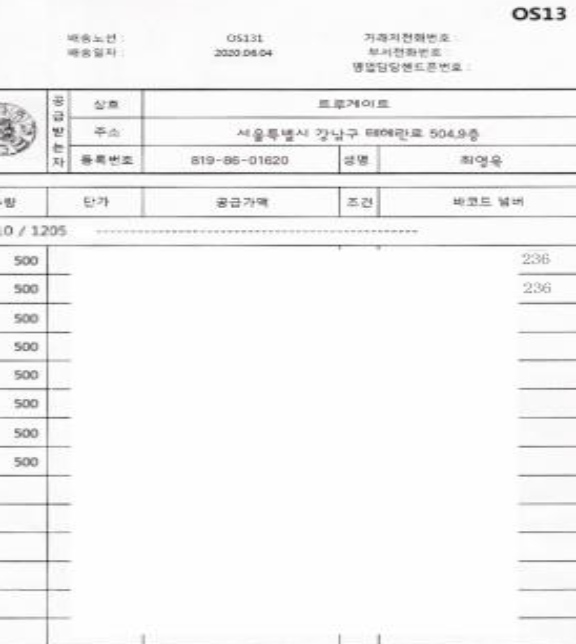 OS13
배송노선 : OS131 거래처전화번호 :
배송일자 : 2020.06.04 부서전화번호 :
영업담당핸드폰번호 :
공급받는자
상호 트루게이트
주소 서울특별시 강남구 테헤란로 504,9층
등록번호 819-86-01620 성명 최영욱
량 단가 공급가액 조건 바코드 넘버
10 / 1205 ------------------------------------------------
500 236
500 236
500
500
500
500
500
500